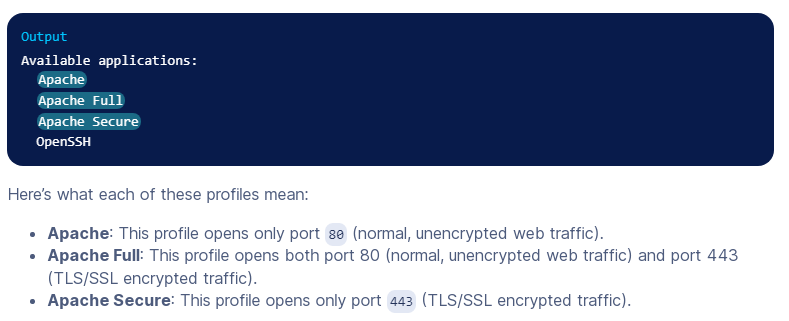 Output
Available applications:
Apache
Apache Full
Apache Secure
OpenSSH
Here’s what each of these profiles mean:
• Apache: This profile opens only port 80 (normal, unencrypted web traffic).
• Apache Full: This profile opens both port 80 (normal, unencrypted web traffic) and port 443
(TLS/SSL encrypted traffic).
• Apache Secure: This profile opens only port 443 (TLS/SSL encrypted traffic).